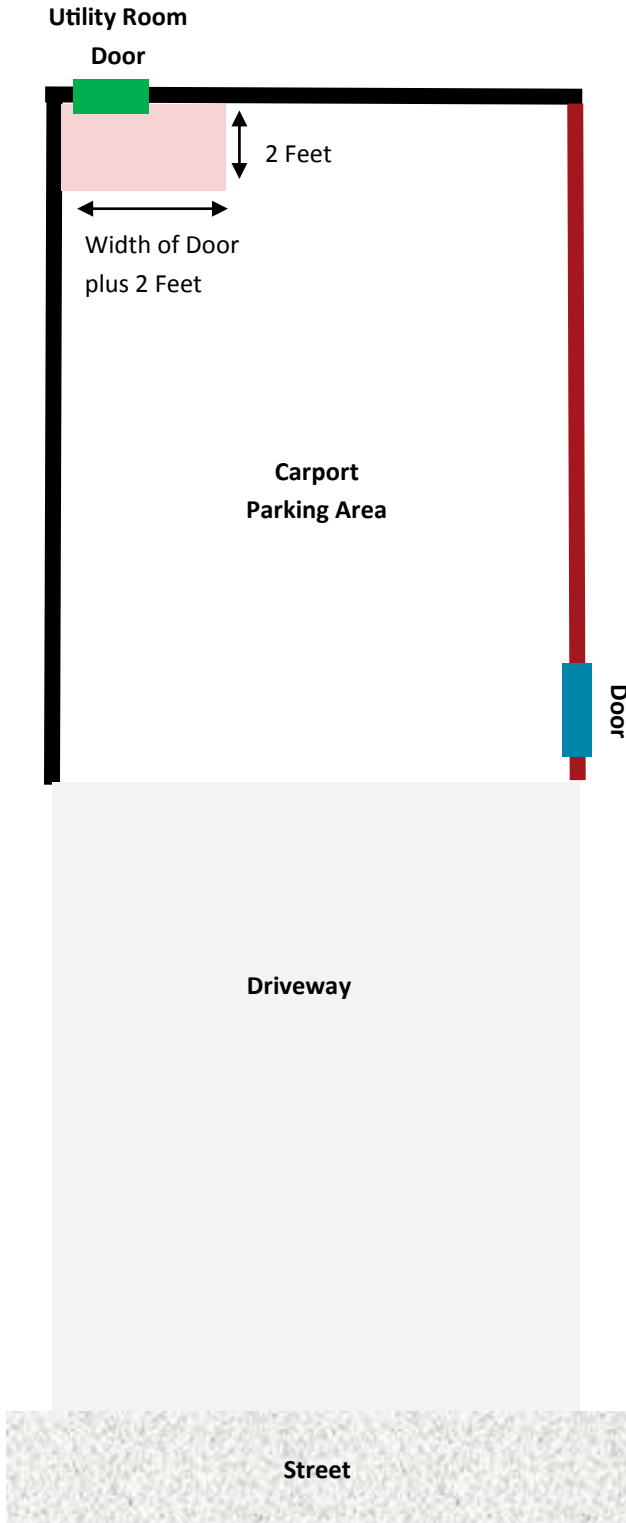 Utility Room
Door
2 Feet
Width of Door
plus 2 Feet
Carport
Parking Area
Door
Driveway
Street